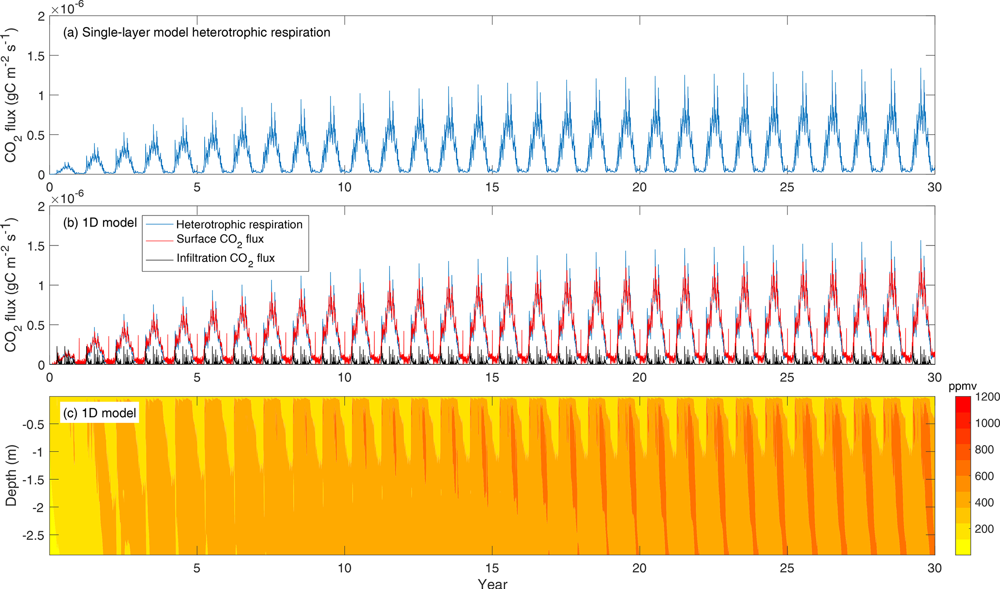 ×10⁻⁶
2
(a) Single-layer model heterotrophic respiration
1.5
1
0.5
0
CO₂ flux (gC m⁻² s⁻¹)
0 5 10 15 20 25 30
×10⁻⁶
2
(b) 1D model
Heterotrophic respiration
Surface CO₂ flux
Infiltration CO₂ flux
1.5
1
0.5
0
CO₂ flux (gC m⁻² s⁻¹)
0 5 10 15 20 25 30
ppmv
1200
1000
800
600
400
200
(c) 1D model
-0.5
-1
-1.5
-2
-2.5
Depth (m)
5 10 15 20 25 30
Year